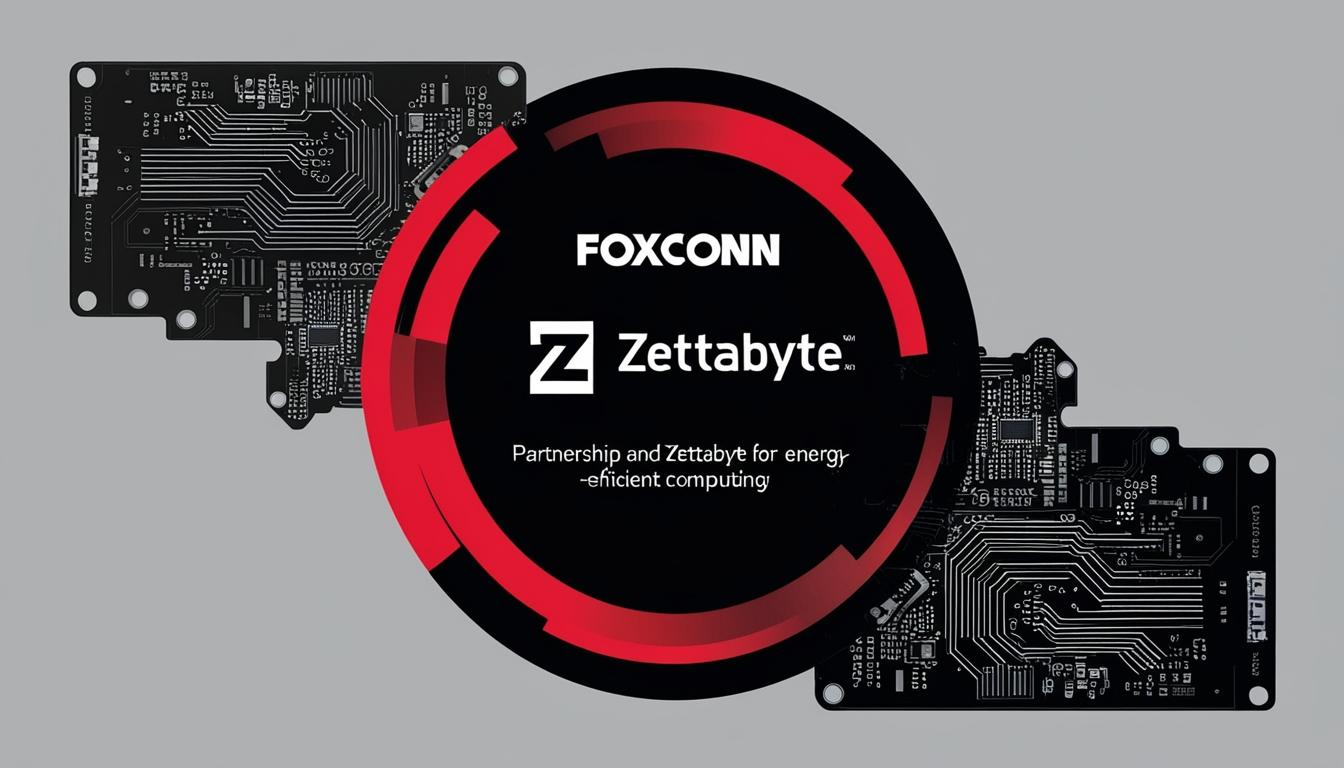 FOXCONN
Z Zettabyte
Partnership and Zettabyte for energy
-efficient computing